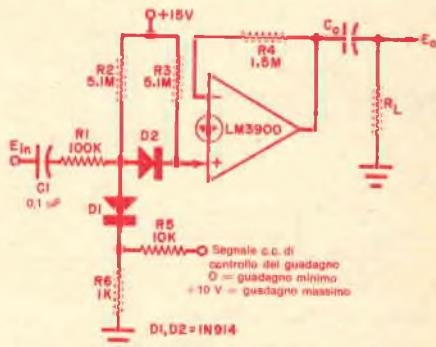 +15V
R2
5.1M
R3
5.1M
R4
1.5M
Co
Eo
RL
LM3900
Ein
R1
100K
C1
0,1 µF
D2
D1
R5
10K
Segnale c.c. di
controllo del guadagno
0 = guadagno minimo
+10 V = guadagno massimo
R6
1K
D1, D2 = 1N914